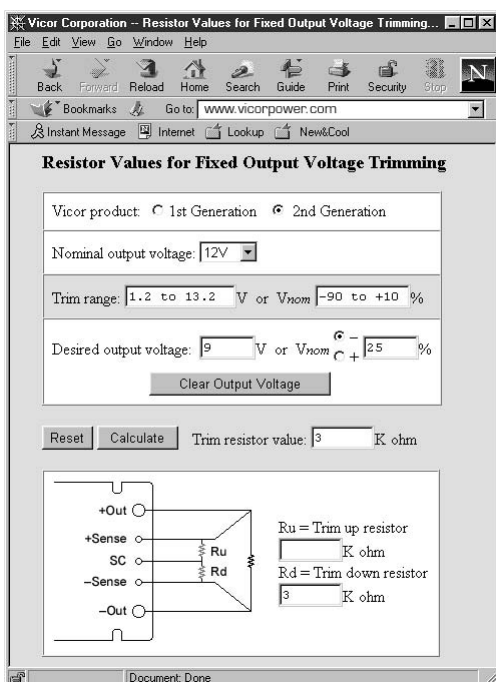 Vicor Corporation -- Resistor Values for Fixed Output Voltage Trimming...
File Edit View Go Window Help
Back Forward Reload Home Search Guide Print Security Stop N
Bookmarks Go to: www.vicorpower.com
Instant Message Internet Lookup New&Cool
Resistor Values for Fixed Output Voltage Trimming
Vicor product: 1st Generation 2nd Generation
Nominal output voltage: 12V
Trim range: 1.2 to 13.2 V or Vnom -90 to +10 %
Desired output voltage: 9 V or Vnom − + 25 %
Clear Output Voltage
Reset Calculate Trim resistor value: 3 K ohm
+Out
+Sense
SC
−Sense
−Out
Ru
Rd
Ru = Trim up resistor
K ohm
Rd = Trim down resistor
3 K ohm
Document: Done